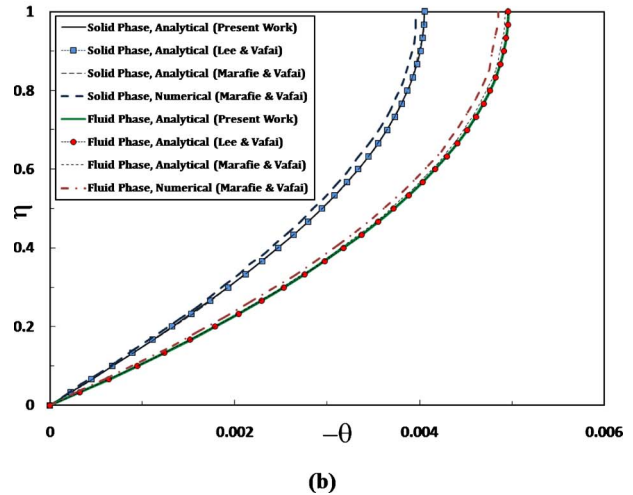 1
Solid Phase, Analytical (Present Work)
Solid Phase, Analytical (Lee & Vafai)
Solid Phase, Analytical (Marafie & Vafai)
Solid Phase, Numerical (Marafie & Vafai)
Fluid Phase, Analytical (Present Work)
Fluid Phase, Analytical (Lee & Vafai)
Fluid Phase, Analytical (Marafie & Vafai)
Fluid Phase, Numerical (Marafie & Vafai)
0.8
0.6
η
0.4
0.2
0
0 0.002 −θ 0.004 0.006
(b)